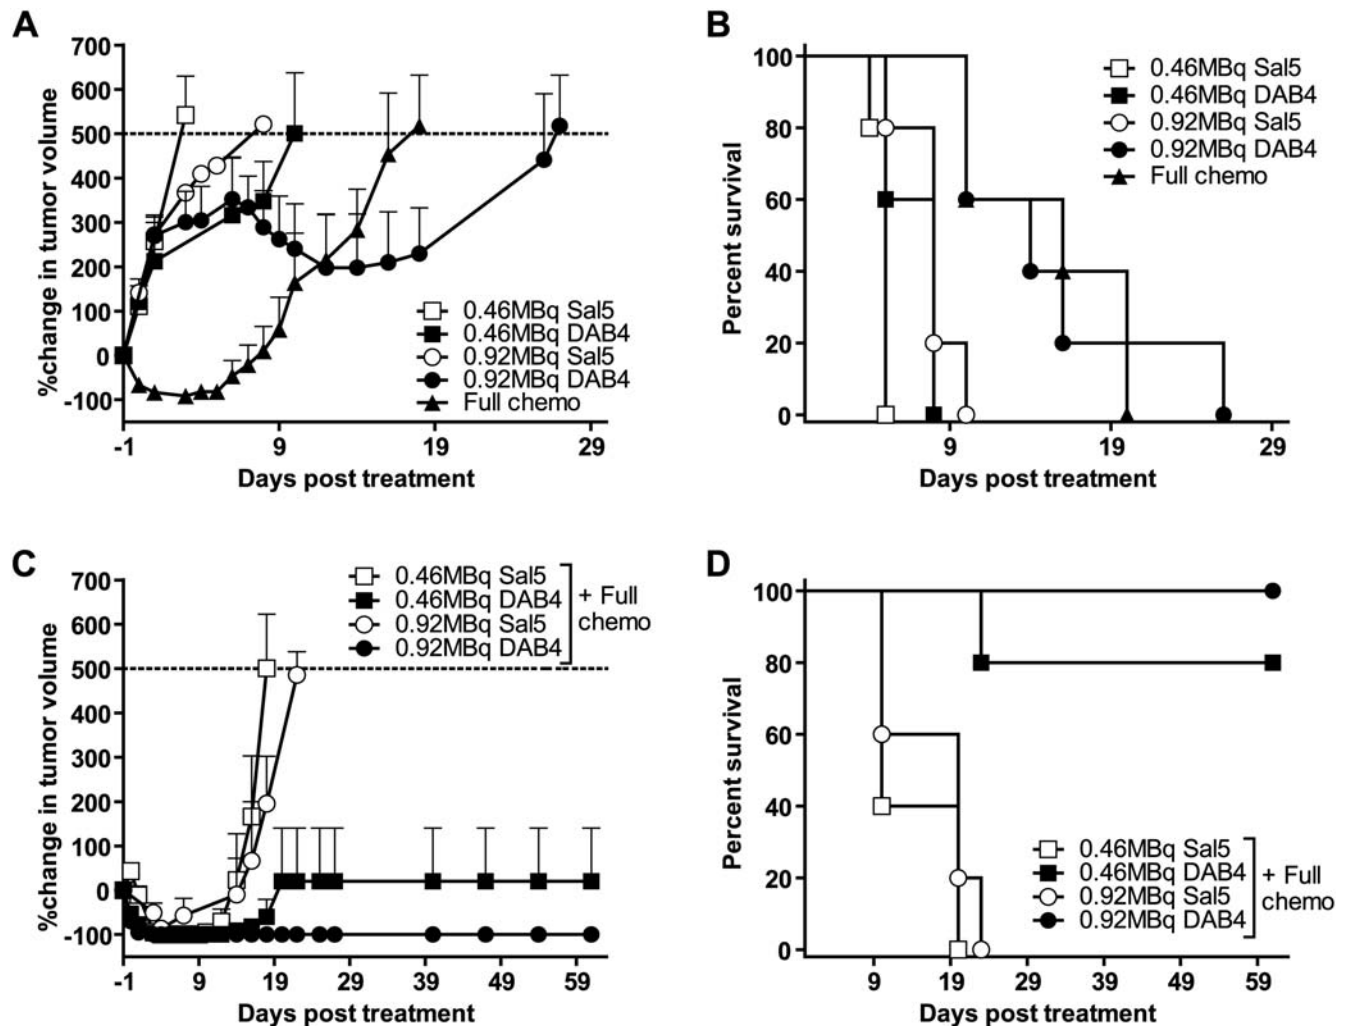 A
700
600
500
400
300
200
100
0
-100
-1 9 19 29
%change in tumor volume
Days post treatment
0.46MBq Sal5
0.46MBq DAB4
0.92MBq Sal5
0.92MBq DAB4
Full chemo
B
100
80
60
40
20
0
9 19 29
Percent survival
Days post treatment
0.46MBq Sal5
0.46MBq DAB4
0.92MBq Sal5
0.92MBq DAB4
Full chemo
C
700
600
500
400
300
200
100
0
-100
-1 9 19 29 39 49 59
%change in tumor volume
Days post treatment
0.46MBq Sal5
0.46MBq DAB4
0.92MBq Sal5
0.92MBq DAB4
+ Full
chemo
D
100
80
60
40
20
0
9 19 29 39 49 59
Percent survival
Days post treatment
0.46MBq Sal5
0.46MBq DAB4
0.92MBq Sal5
0.92MBq DAB4
+ Full
chemo